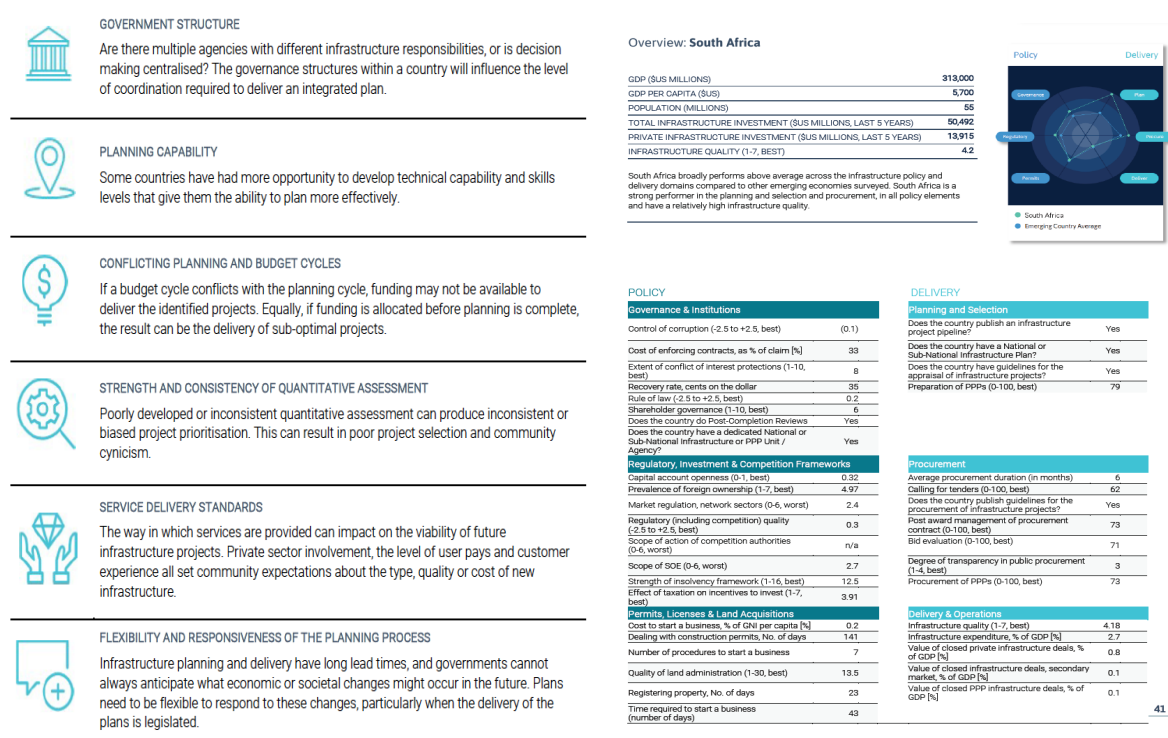 GOVERNMENT STRUCTURE
Are there multiple agencies with different infrastructure responsibilities, or is decision
making centralised? The governance structures within a country will influence the level
of coordination required to deliver an integrated plan.
PLANNING CAPABILITY
Some countries have had more opportunity to develop technical capability and skills
levels that give them the ability to plan more effectively.
CONFLICTING PLANNING AND BUDGET CYCLES
If a budget cycle conflicts with the planning cycle, funding may not be available to
deliver the identified projects. Equally, if funding is allocated before planning is complete,
the result can be the delivery of sub-optimal projects.
STRENGTH AND CONSISTENCY OF QUANTITATIVE ASSESSMENT
Poorly developed or inconsistent quantitative assessment can produce inconsistent or
biased project prioritisation. This can result in poor project selection and community
cynicism.
SERVICE DELIVERY STANDARDS
The way in which services are provided can impact on the viability of future
infrastructure projects. Private sector involvement, the level of user pays and customer
experience all set community expectations about the type, quality or cost of new
infrastructure.
FLEXIBILITY AND RESPONSIVENESS OF THE PLANNING PROCESS
Infrastructure planning and delivery have long lead times, and governments cannot
always anticipate what economic or societal changes might occur in the future. Plans
need to be flexible to respond to these changes, particularly when the delivery of the
plans is legislated.
Overview: South Africa
GDP ($US MILLIONS) 313,000
GDP PER CAPITA ($US) 5,700
POPULATION (MILLIONS) 55
TOTAL INFRASTRUCTURE INVESTMENT ($US MILLIONS, LAST 5 YEARS) 50,492
PRIVATE INFRASTRUCTURE INVESTMENT ($US MILLIONS, LAST 5 YEARS) 13,915
INFRASTRUCTURE QUALITY (1-7, BEST) 4.2
South Africa broadly performs above average across the infrastructure policy and
delivery domains compared to other emerging economies surveyed. South Africa is a
strong performer in the planning and selection and procurement, in all policy elements
and have a relatively high infrastructure quality.
Policy Delivery
Governance Plan
Regulatory Procure
Permits Deliver
South Africa
Emerging Country Average
POLICY
Governance & Institutions
Control of corruption (-2.5 to +2.5, best) (0.1)
Cost of enforcing contracts, as % of claim [%] 33
Extent of conflict of interest protections (1-10,
best) 8
Recovery rate, cents on the dollar 35
Rule of law (-2.5 to +2.5, best) 0.2
Shareholder governance (1-10, best) 6
Does the country do Post-Completion Reviews Yes
Does the country have a dedicated National or
Sub-National Infrastructure or PPP Unit / Yes
Agency?
Regulatory, Investment & Competition Frameworks
Capital account openness (0-1, best) 0.32
Prevalence of foreign ownership (1-7, best) 4.97
Market regulation, network sectors (0-6, worst) 2.4
Regulatory (including competition) quality
(-2.5 to +2.5, best) 0.3
Scope of action of competition authorities
(0-6, worst) n/a
Scope of SOE (0-6, worst) 2.7
Strength of insolvency framework (1-16, best) 12.5
Effect of taxation on incentives to invest (1-7,
best) 3.91
Permits, Licenses & Land Acquisitions
Cost to start a business, % of GNI per capita [%] 0.2
Dealing with construction permits, No. of days 141
Number of procedures to start a business 7
Quality of land administration (1-30, best) 13.5
Registering property, No. of days 23
Time required to start a business
(number of days) 43
DELIVERY
Planning and Selection
Does the country publish an infrastructure
project pipeline? Yes
Does the country have a National or
Sub-National Infrastructure Plan? Yes
Does the country have guidelines for the
appraisal of infrastructure projects? Yes
Preparation of PPPs (0-100, best) 79
Procurement
Average procurement duration (in months) 6
Calling for tenders (0-100, best) 62
Does the country publish guidelines for the
procurement of infrastructure projects? Yes
Post award management of procurement
contract (0-100, best) 73
Bid evaluation (0-100, best) 71
Degree of transparency in public procurement
(1-4, best) 3
Procurement of PPPs (0-100, best) 73
Delivery & Operations
Infrastructure quality (1-7, best) 4.18
Infrastructure expenditure, % of GDP [%] 2.7
Value of closed private infrastructure deals, %
of GDP [%] 0.8
Value of closed infrastructure deals, secondary
market, % of GDP [%] 0.1
Value of closed PPP infrastructure deals, % of
GDP [%] 0.1
41